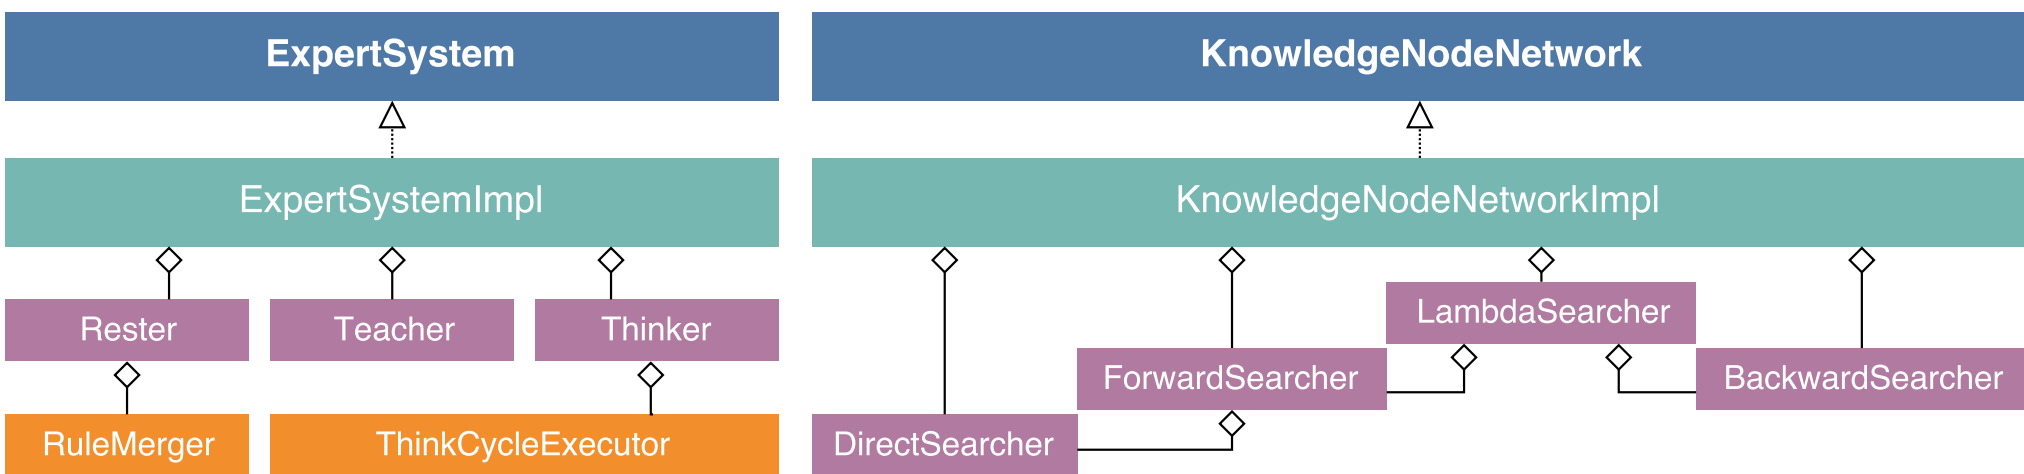 ExpertSystem
KnowledgeNodeNetwork
ExpertSystemImpl
KnowledgeNodeNetworkImpl
Rester
Teacher
Thinker
LambdaSearcher
ForwardSearcher
BackwardSearcher
RuleMerger
ThinkCycleExecutor
DirectSearcher